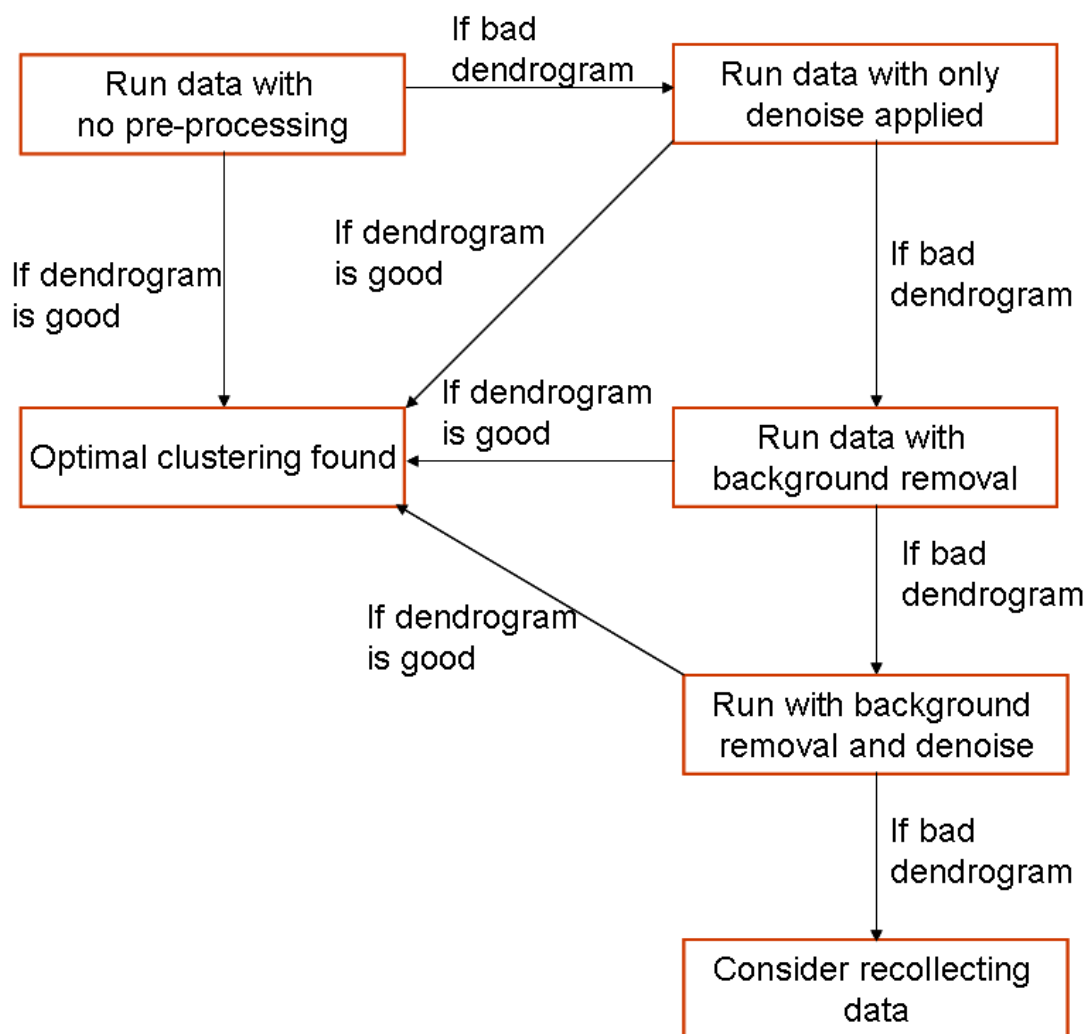 If bad
dendrogram
Run data with
no pre-processing
Run data with only
denoise applied
If dendrogram
is good
If dendrogram
is good
If bad
dendrogram
If dendrogram
is good
Optimal clustering found
Run data with
background removal
If bad
dendrogram
If dendrogram
is good
Run with background
removal and denoise
If bad
dendrogram
Consider recollecting
data